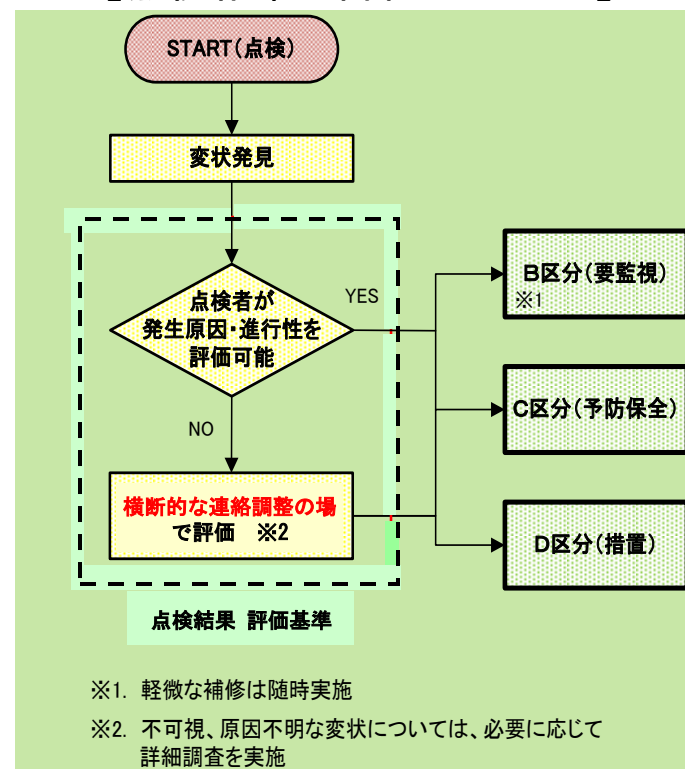 START(点検)
変状発見
点検者が
発生原因・進行性を
評価可能
YES
NO
横断的な連絡調整の場
で評価　※2
B区分(要監視)
※1
C区分(予防保全)
D区分(措置)
点検結果 評価基準
※1. 軽微な補修は随時実施
※2. 不可視、原因不明な変状については、必要に応じて
詳細調査を実施